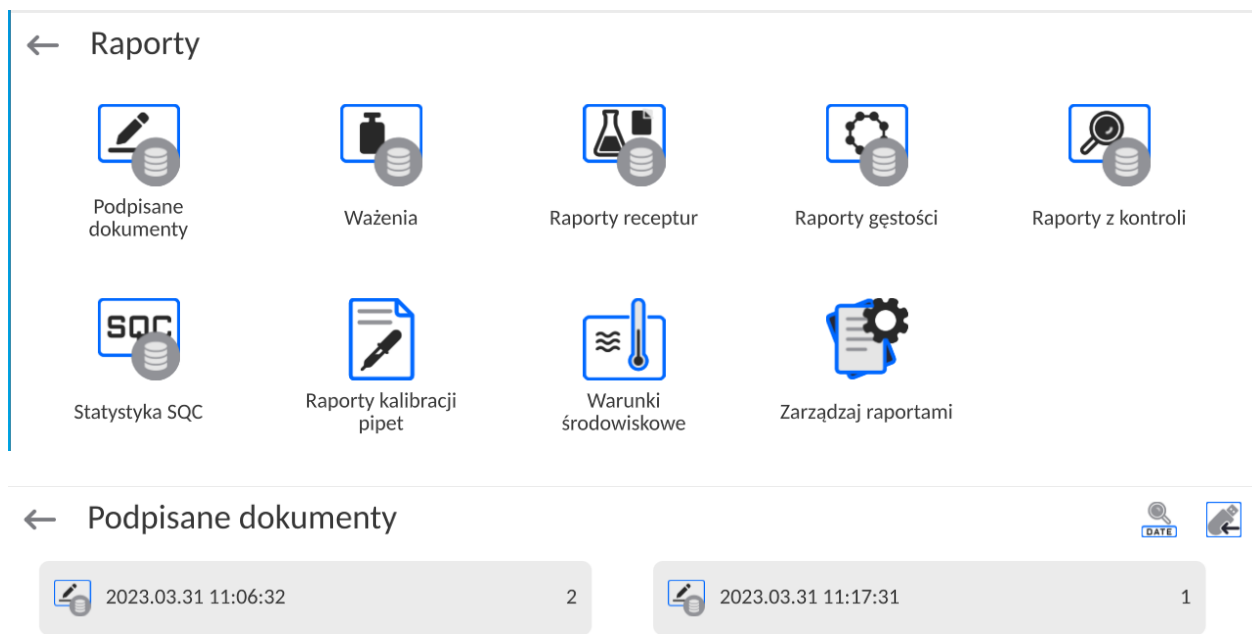 Raporty
Podpisane
dokumenty
Ważenia
Raporty receptur
Raporty gęstości
Raporty z kontroli
SQC
Statystyka SQC
Raporty kalibracji
pipet
Warunki
środowiskowe
Zarządzaj raportami
Podpisane dokumenty
DATE
2023.03.31 11:06:32 2
2023.03.31 11:17:31 1